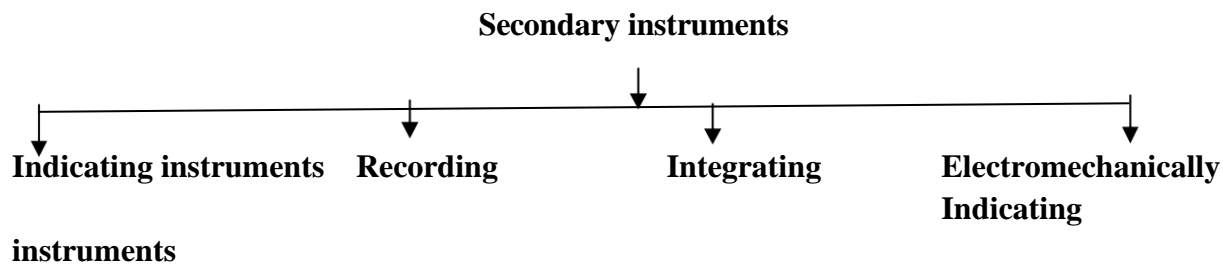 Secondary instruments
Indicating instruments Recording Integrating Electromechanically
Indicating
instruments